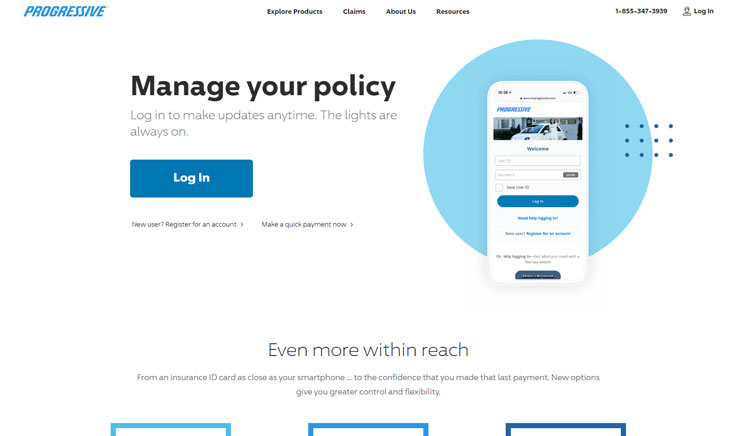 PROGRESSIVE
Explore Products Claims About Us Resources
1-855-347-3939 Log In
Manage your policy
Log in to make updates anytime. The lights are
always on.
Log In
New user? Register for an account >
Make a quick payment now >
10:36
PROGRESSIVE
Welcome
User ID
Password
Save User ID
Log In
Need help logging in?
New user? Register for an account
Or, skip logging in—Get what you need with a
few key details
Even more within reach
From an insurance ID card as close as your smartphone ... to the confidence that you made that last payment. New options
give you greater control and flexibility.